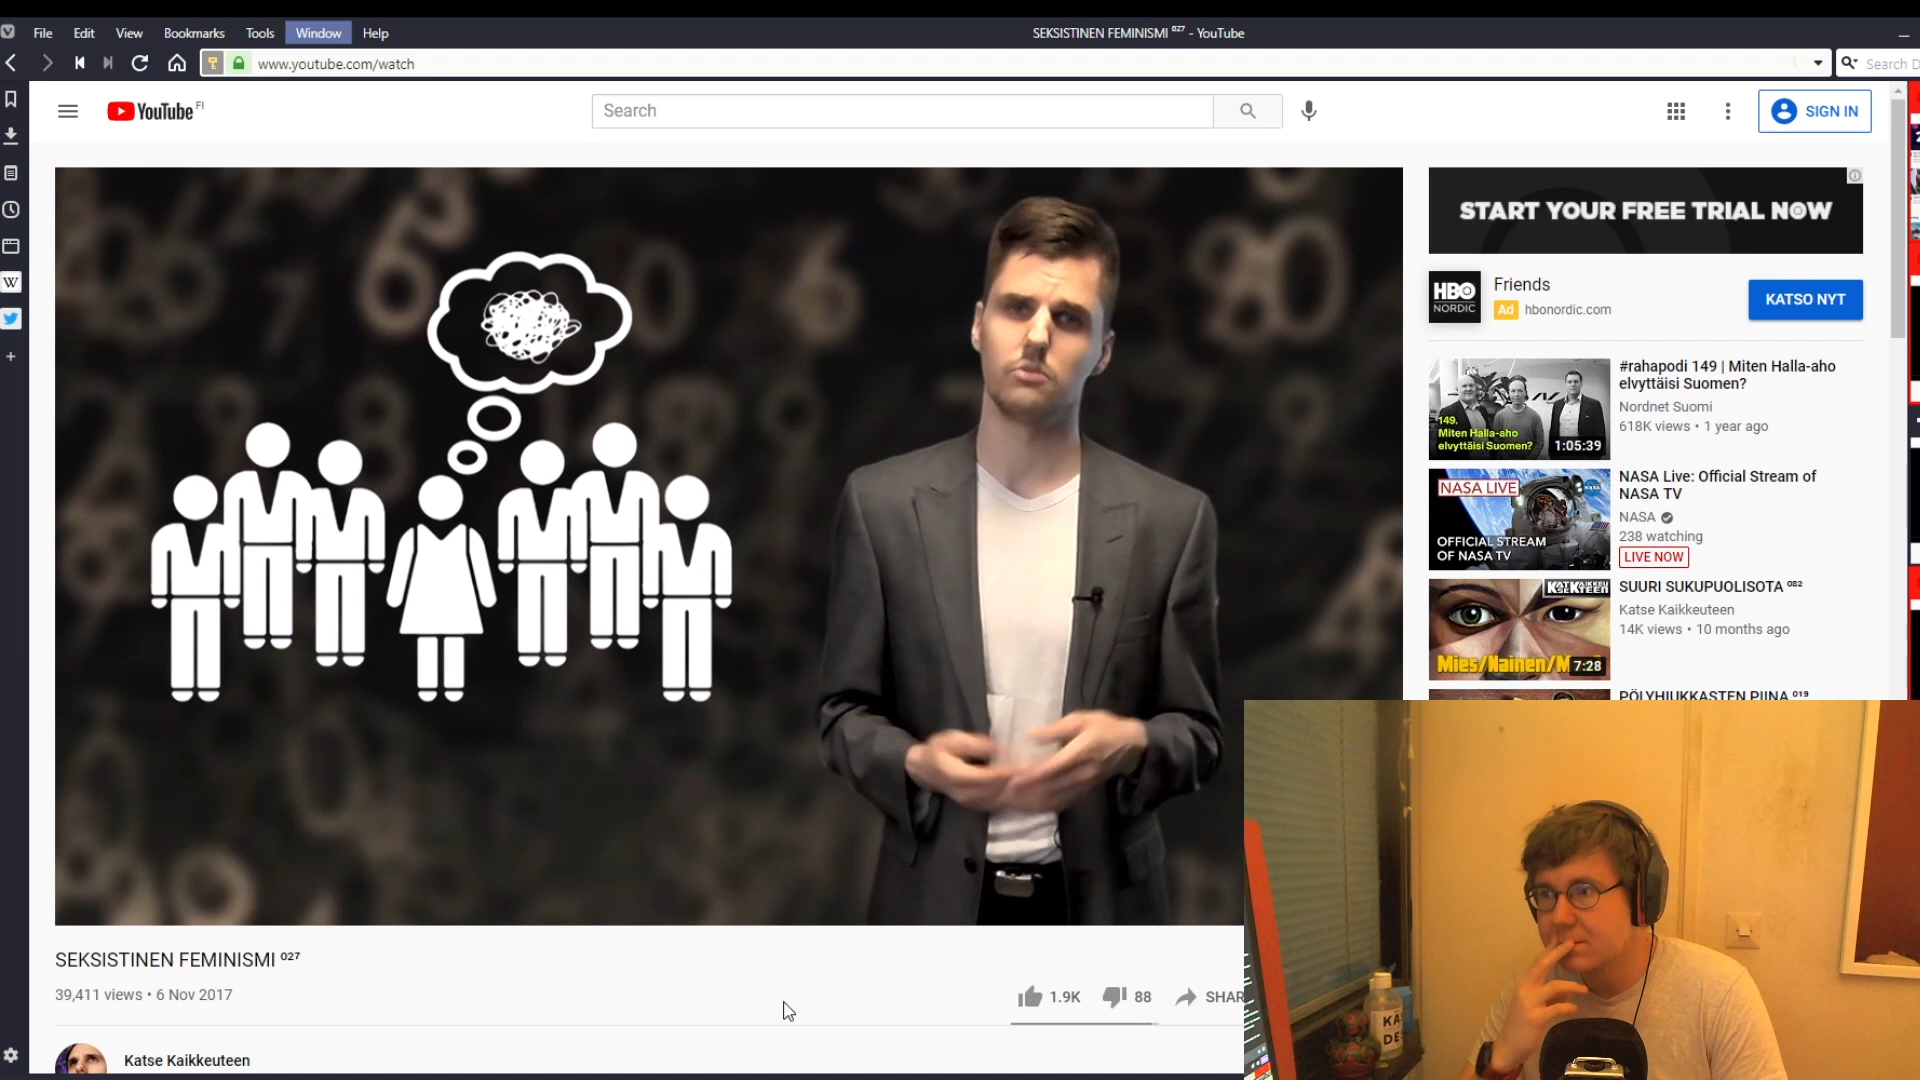 File Edit View Bookmarks Tools Window Help
SEKSISTINEN FEMINISMI ⁰²⁷ - YouTube
www.youtube.com/watch
Search D
YouTube FI
Search
SIGN IN
START YOUR FREE TRIAL NOW
HBO
NORDIC
Friends
Ad hbonordic.com
KATSO NYT
149.
Miten Halla-aho
elvyttäisi Suomen?
1:05:39
#rahapodi 149 | Miten Halla-aho
elvyttäisi Suomen?
Nordnet Suomi
618K views • 1 year ago
NASA LIVE
OFFICIAL STREAM
OF NASA TV
NASA Live: Official Stream of
NASA TV
NASA
238 watching
LIVE NOW
Mies/Nainen/M
7:28
SUURI SUKUPUOLISOTA ⁰⁸²
Katse Kaikkeuteen
14K views • 10 months ago
PÖLYHIUKKASTEN PIINA ⁰¹⁹
SEKSISTINEN FEMINISMI ⁰²⁷
39,411 views • 6 Nov 2017
1.9K 88 SHAR
Katse Kaikkeuteen
KÄ
DE